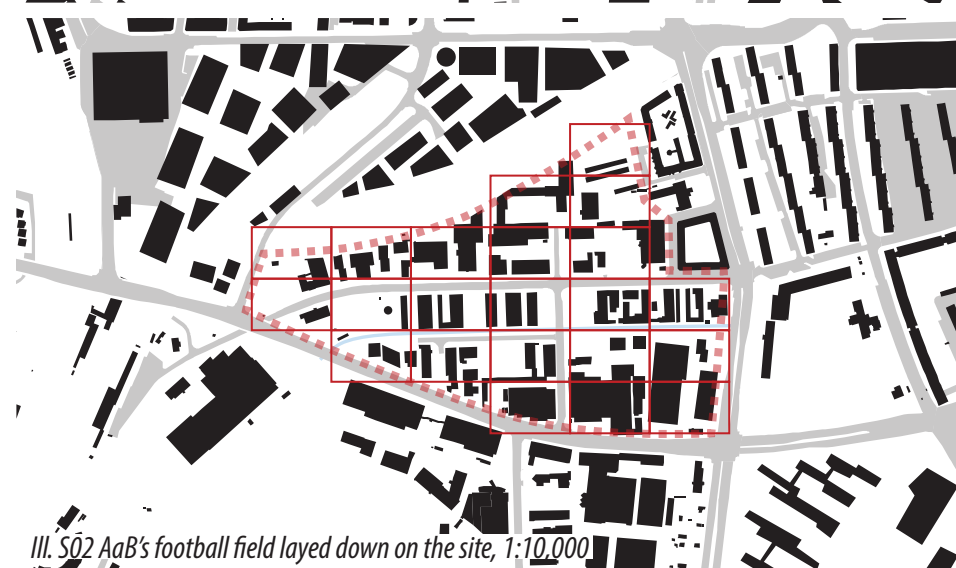 Ill. S02 AaB's football field layed down on the site, 1:10,000